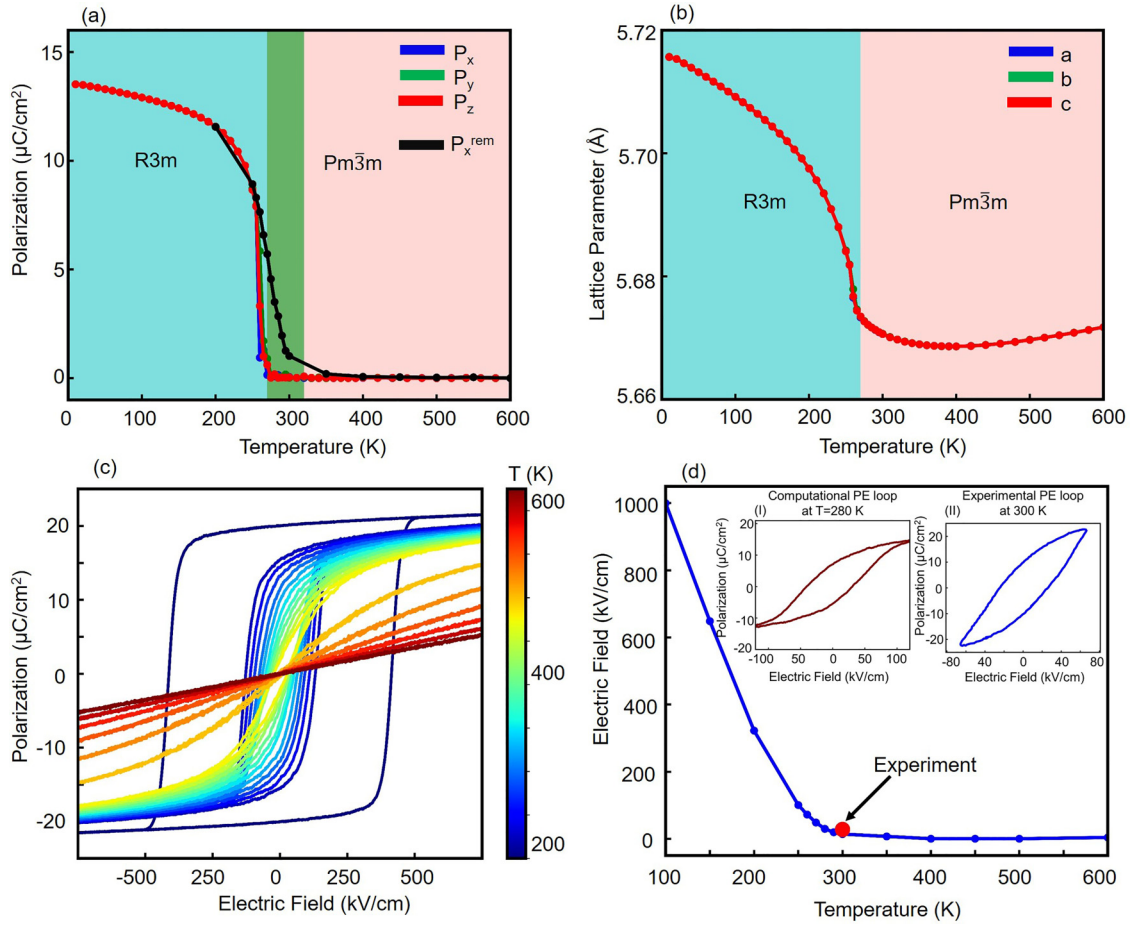 (a)
Polarization (μC/cm²)
15
10
5
0
P_x
P_y
P_z
P_x^rem
R3m
Pm3̄m
0 100 200 300 400 500 600
Temperature (K)
(b)
Lattice Parameter (Å)
5.72
5.70
5.68
5.66
a
b
c
R3m
Pm3̄m
0 100 200 300 400 500 600
Temperature (K)
(c)
Polarization (μC/cm²)
20
10
0
-10
-20
-500 -250 0 250 500
Electric Field (kV/cm)
T (K)
600
400
200
(d)
Electric Field (kV/cm)
1000
800
600
400
200
0
100 200 300 400 500 600
Temperature (K)
Experiment
Computational PE loop
(I) at T=280 K
Polarization (μC/cm²)
20
10
0
-10
20
-100 50 0 50 100
Electric Field (kV/cm)
Experimental PE loop
(II) at 300 K
Polarization (μC/cm²)
20
10
0
-10
-20
-80 40 0 40 80
Electric Field (kV/cm)